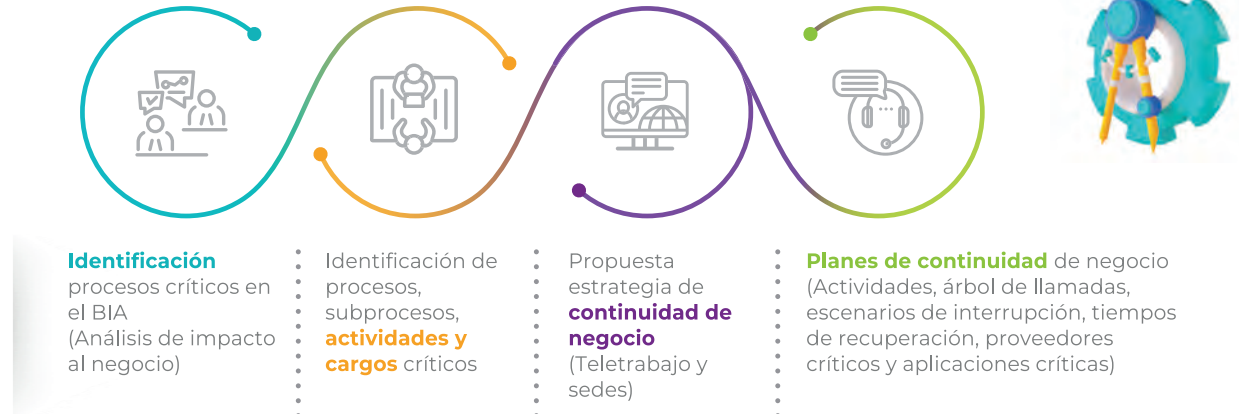 Identificación
procesos críticos en
el BIA
(Análisis de impacto
al negocio)
Identificación de
procesos,
subprocesos,
actividades y
cargos críticos
Propuesta
estrategia de
continuidad de
negocio
(Teletrabajo y
sedes)
Planes de continuidad de negocio
(Actividades, árbol de llamadas,
escenarios de interrupción, tiempos
de recuperación, proveedores
críticos y aplicaciones críticas)